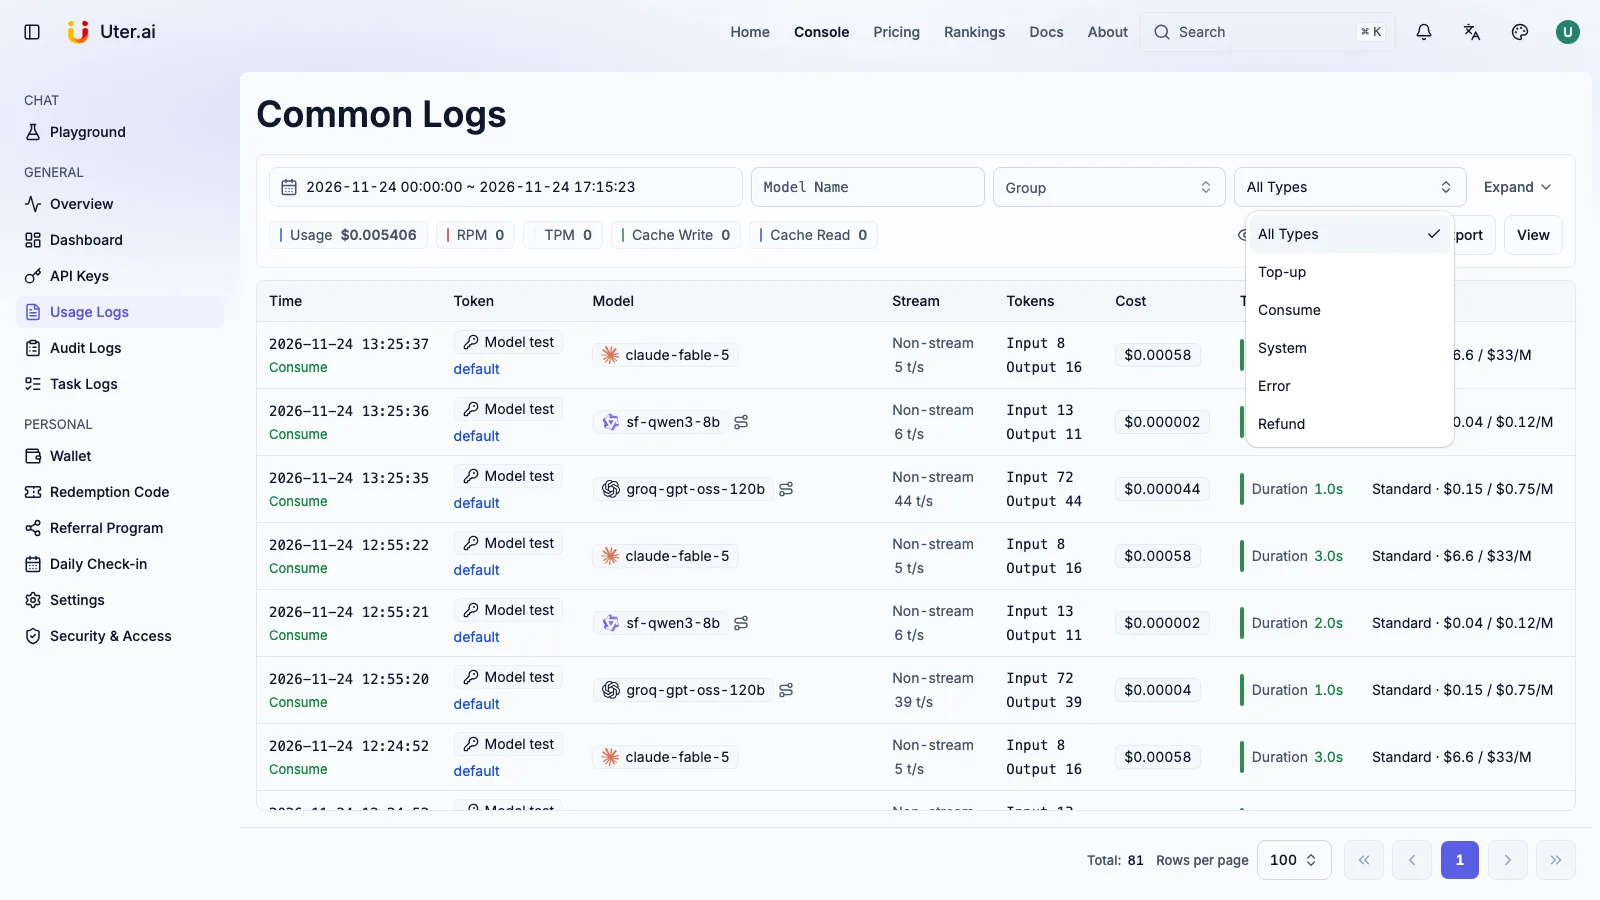 Uter.ai
Home
Console
Pricing
Rankings
Docs
About
Search
⌘ K
U
CHAT
Playground
GENERAL
Overview
Dashboard
API Keys
Usage Logs
Audit Logs
Task Logs
PERSONAL
Wallet
Redemption Code
Referral Program
Daily Check-in
Settings
Security & Access
Common Logs
2026-11-24 00:00:00 ~ 2026-11-24 17:15:23
Model Name
Group
All Types
Expand
Usage $0.005406
RPM 0
TPM 0
Cache Write 0
Cache Read 0
View
All Types
Top-up
Consume
System
Error
Refund
Time Token Model Stream Tokens Cost
2026-11-24 13:25:37 Model test claude-fable-5 Non-stream Input 8 $0.00058 $33/M
Consume default 5 t/s Output 16
2026-11-24 13:25:36 Model test sf-qwen3-8b Non-stream Input 13 $0.000002 / $0.12/M
Consume default 6 t/s Output 11
2026-11-24 13:25:35 Model test groq-gpt-oss-120b Non-stream Input 72 $0.000044 Duration 1.0s Standard · $0.15 / $0.75/M
Consume default 44 t/s Output 44
2026-11-24 12:55:22 Model test claude-fable-5 Non-stream Input 8 $0.00058 Duration 3.0s Standard · $6.6 / $33/M
Consume default 5 t/s Output 16
2026-11-24 12:55:21 Model test sf-qwen3-8b Non-stream Input 13 $0.000002 Duration 2.0s Standard · $0.04 / $0.12/M
Consume default 6 t/s Output 11
2026-11-24 12:55:20 Model test groq-gpt-oss-120b Non-stream Input 72 $0.00004 Duration 1.0s Standard · $0.15 / $0.75/M
Consume default 39 t/s Output 39
2026-11-24 12:24:52 Model test claude-fable-5 Non-stream Input 8 $0.00058 Duration 3.0s Standard · $6.6 / $33/M
Consume default 5 t/s Output 16
Total: 81 Rows per page 100 1